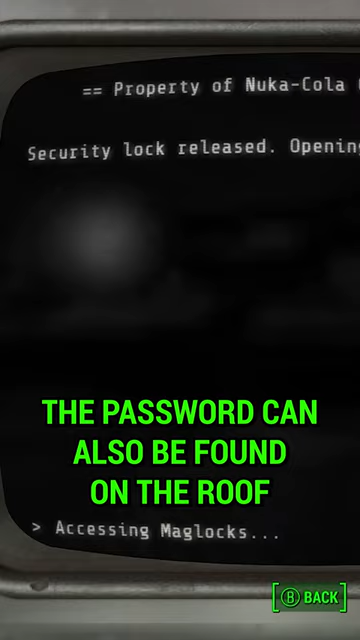 == Property of Nuka-Cola
Security lock released. Opening
THE PASSWORD CAN
ALSO BE FOUND
ON THE ROOF
> Accessing Maglocks...
Ⓑ BACK